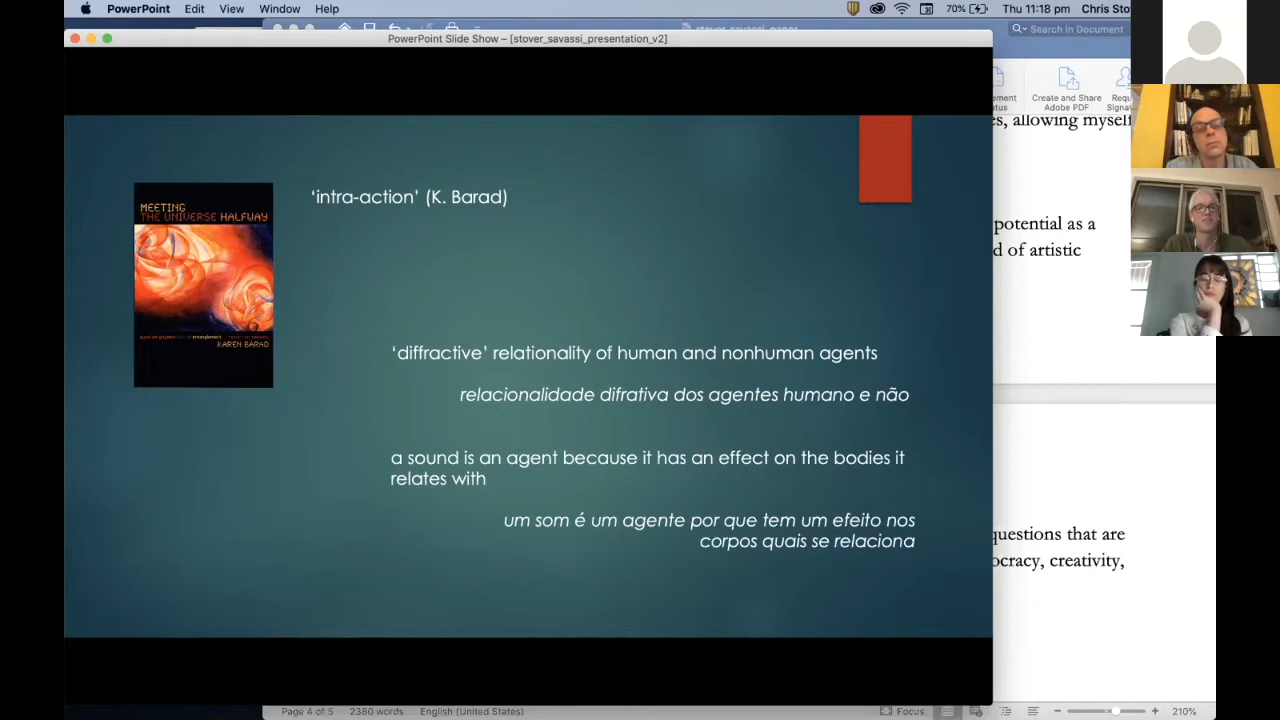 PowerPoint Edit View Window Help
70% Thu 11:18 pm Chris Sto
PowerPoint Slide Show – [stover_savassi_presentation_v2]
Search in Document
Create and Share
Adobe PDF
Requ
Signa
es, allowing myself
'intra-action' (K. Barad)
MEETING
THE UNIVERSE HALFWAY
KAREN BARAD
potential as a
d of artistic
'diffractive' relationality of human and nonhuman agents
relacionalidade difrativa dos agentes humano e não
a sound is an agent because it has an effect on the bodies it
relates with
um som é um agente por que tem um efeito nos
corpos quais se relaciona
questions that are
ocracy, creativity,
Page 4 of 5 2380 words English (United States) Focus 210%